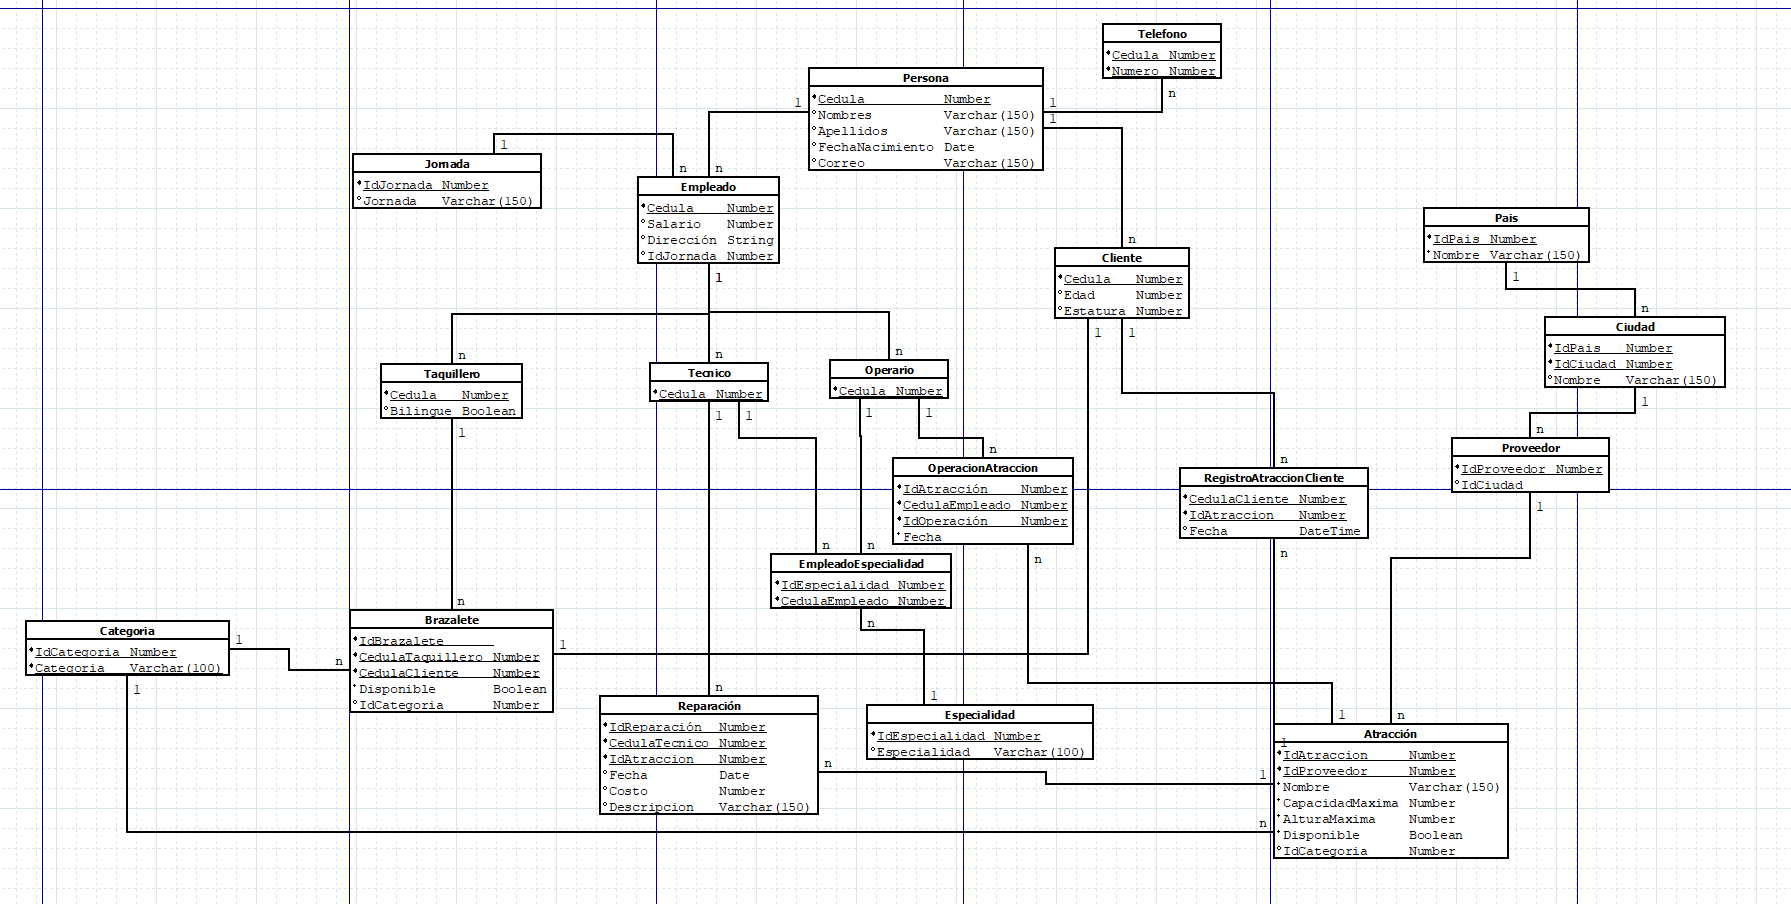 Telefono
Cedula Number
Numero Number
n
Persona
Cedula Number
Nombres Varchar(150)
Apellidos Varchar(150)
FechaNacimiento Date
Correo Varchar(150)
1
1
1
Jornada
IdJornada Number
Jornada Varchar(150)
1
n
n
Empleado
Cedula Number
Salario Number
Dirección String
IdJornada Number
1
n
Cliente
Cedula Number
Edad Number
Estatura Number
1
1
Pais
IdPais Number
Nombre Varchar(150)
1
n
Ciudad
IdPais Number
IdCiudad Number
Nombre Varchar(150)
1
n
Taquillero
Cedula Number
Bilingue Boolean
1
n
Tecnico
Cedula Number
1
1
n
Operario
Cedula Number
1
1
n
OperacionAtraccion
IdAtracción Number
CedulaEmpleado Number
IdOperación Number
Fecha
n
n
RegistroAtraccionCliente
CedulaCliente Number
IdAtraccion Number
Fecha DateTime
n
n
Proveedor
IdProveedor Number
IdCiudad
1
n
n
EmpleadoEspecialidad
IdEspecialidad Number
CedulaEmpleado Number
n
Categoria
IdCategoria Number
Categoria Varchar(100)
1
1
n
n
Brazalete
IdBrazalete
CedulaTaquillero Number
CedulaCliente Number
Disponible Boolean
IdCategoria Number
1
n
Reparación
IdReparación Number
CedulaTecnico Number
IdAtraccion Number
Fecha Date
Costo Number
Descripcion Varchar(150)
n
1
Especialidad
IdEspecialidad Number
Especialidad Varchar(100)
1
n
1
1
n
Atracción
IdAtraccion Number
IdProveedor Number
Nombre Varchar(150)
CapacidadMaxima Number
AlturaMaxima Number
Disponible Boolean
IdCategoria Number